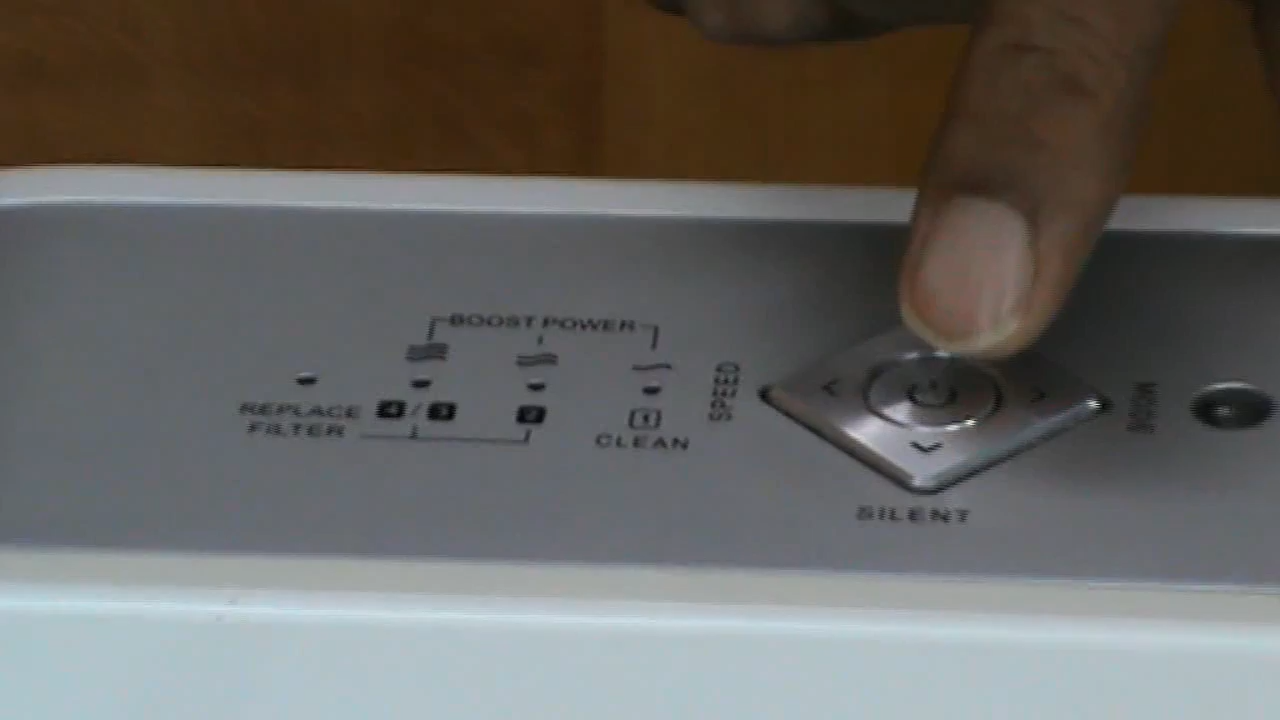 BOOST POWER
REPLACE 4 / 3 2 1
FILTER
CLEAN
SPEED
SILENT